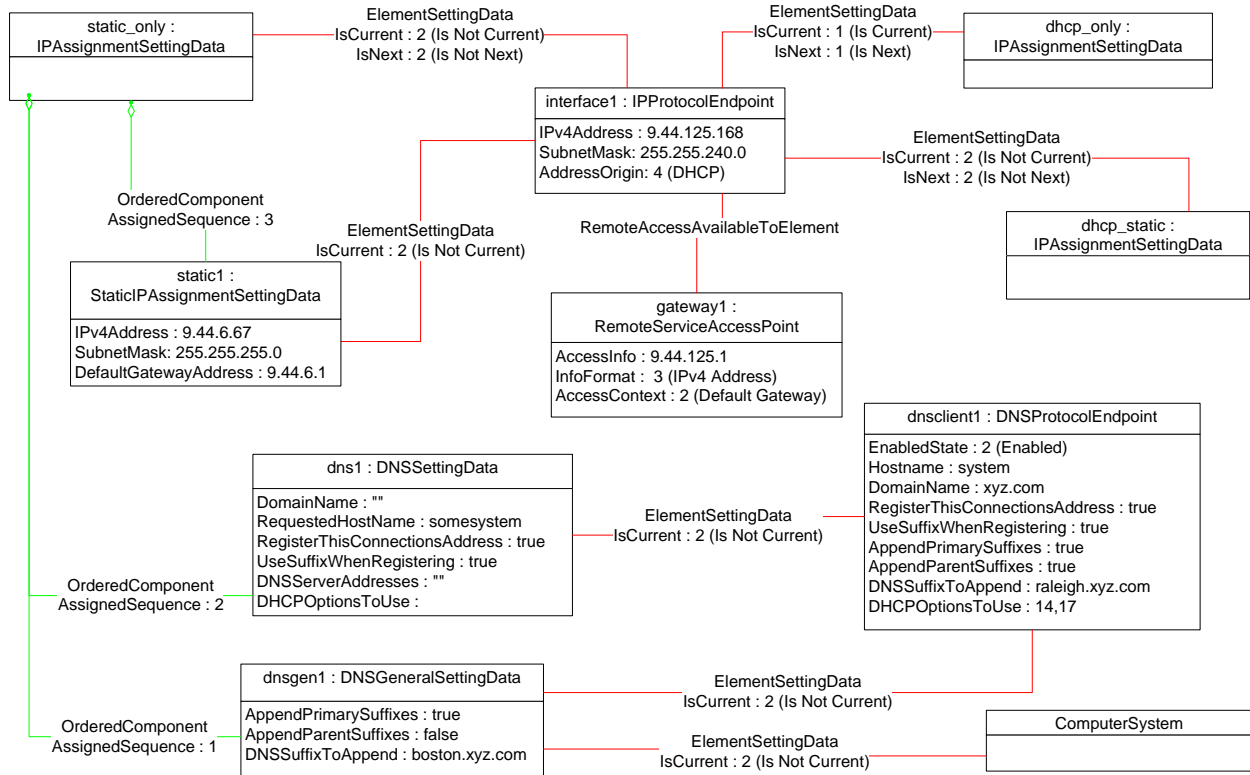 static_only :
IPAssignmentSettingData
ElementSettingData
IsCurrent : 2 (Is Not Current)
IsNext : 2 (Is Not Next)
ElementSettingData
IsCurrent : 1 (Is Current)
IsNext : 1 (Is Next)
dhcp_only :
IPAssignmentSettingData
interface1 : IPProtocolEndpoint
IPv4Address : 9.44.125.168
SubnetMask: 255.255.240.0
AddressOrigin: 4 (DHCP)
ElementSettingData
IsCurrent : 2 (Is Not Current)
IsNext : 2 (Is Not Next)
OrderedComponent
AssignedSequence : 3
ElementSettingData
IsCurrent : 2 (Is Not Current)
RemoteAccessAvailableToElement
dhcp_static :
IPAssignmentSettingData
static1 :
StaticIPAssignmentSettingData
IPv4Address : 9.44.6.67
SubnetMask: 255.255.255.0
DefaultGatewayAddress : 9.44.6.1
gateway1 :
RemoteServiceAccessPoint
AccessInfo : 9.44.125.1
InfoFormat :  3 (IPv4 Address)
AccessContext : 2 (Default Gateway)
dnsclient1 : DNSProtocolEndpoint
EnabledState : 2 (Enabled)
Hostname : system
DomainName : xyz.com
RegisterThisConnectionsAddress : true
UseSuffixWhenRegistering : true
AppendPrimarySuffixes : true
AppendParentSuffixes : true
DNSSuffixToAppend : raleigh.xyz.com
DHCPOptionsToUse : 14,17
dns1 : DNSSettingData
DomainName : ""
RequestedHostName : somesystem
RegisterThisConnectionsAddress : true
UseSuffixWhenRegistering : true
DNSServerAddresses : ""
DHCPOptionsToUse :
ElementSettingData
IsCurrent : 2 (Is Not Current)
OrderedComponent
AssignedSequence : 2
dnsgen1 : DNSGeneralSettingData
AppendPrimarySuffixes : true
AppendParentSuffixes : false
DNSSuffixToAppend : boston.xyz.com
ElementSettingData
IsCurrent : 2 (Is Not Current)
OrderedComponent
AssignedSequence : 1
ElementSettingData
IsCurrent : 2 (Is Not Current)
ComputerSystem